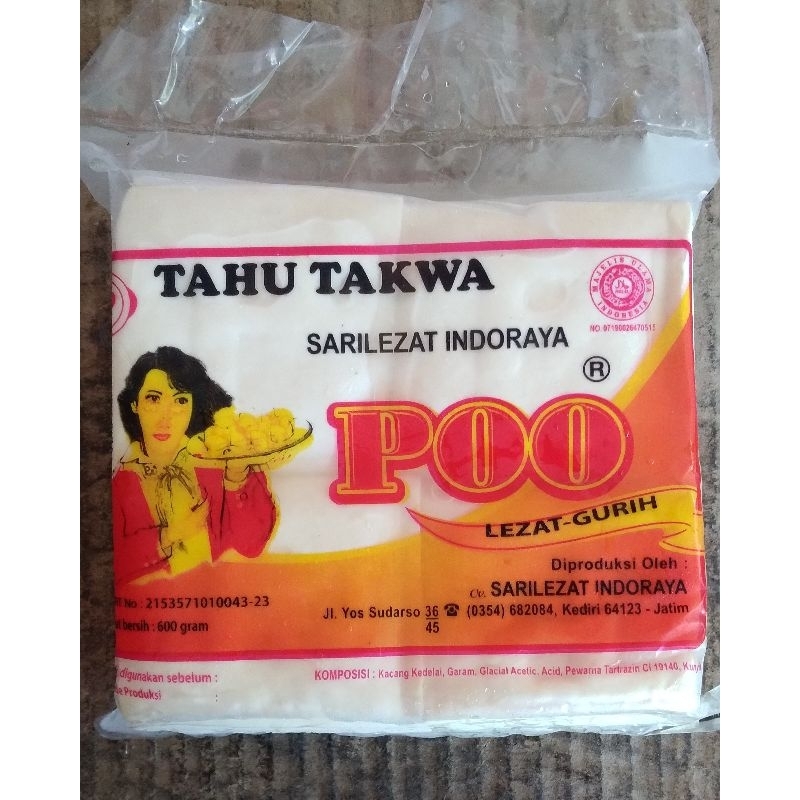 TAHU TAKWA
MAJELIS ULAMA
INDONESIA
NO. 07190026470515
SARILEZAT INDORAYA
®
POO
LEZAT-GURIH
Diproduksi Oleh :
Cv. SARILEZAT INDORAYA
Jl. Yos Sudarso 36/45 ☎ (0354) 682084, Kediri 64123 - Jatim
No : 2153571010043-23
bersih : 600 gram
digunakan sebelum :
Produksi
KOMPOSISI : Kacang Kedelai, Garam, Glacial Acetic, Acid, Pewarna Tartrazin CI 19140,